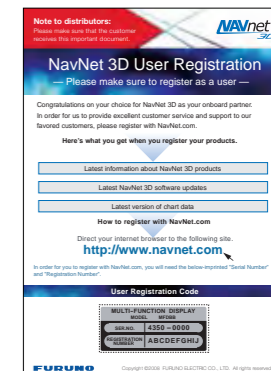 Note to distributors:
Please make sure that the customer
receives this important document.
NAVnet
3D
NavNet 3D User Registration
— Please make sure to register as a user —
Congratulations on your choice for NavNet 3D as your onboard partner.
In order for us to provide excellent customer service and support to our
favored customers, please register with NavNet.com.
Here's what you get when you register your products.
Latest information about NavNet 3D products
Latest NavNet 3D software updates
Latest version of chart data
How to register with NavNet.com
Direct your internet browser to the following site.
http://www.navnet.com
In order for you to register with NavNet.com, you will need the below-imprinted "Serial Number"
and "Registration Number".
User Registration Code
MULTI-FUNCTION DISPLAY
MODEL MFDBB
SER.NO. 4350-0000
REGISTRATION
NUMBER ABCDEFGHIJ
FURUNO Copyright ©2008 FURUNO ELECTRIC CO., LTD. All rights reserved.